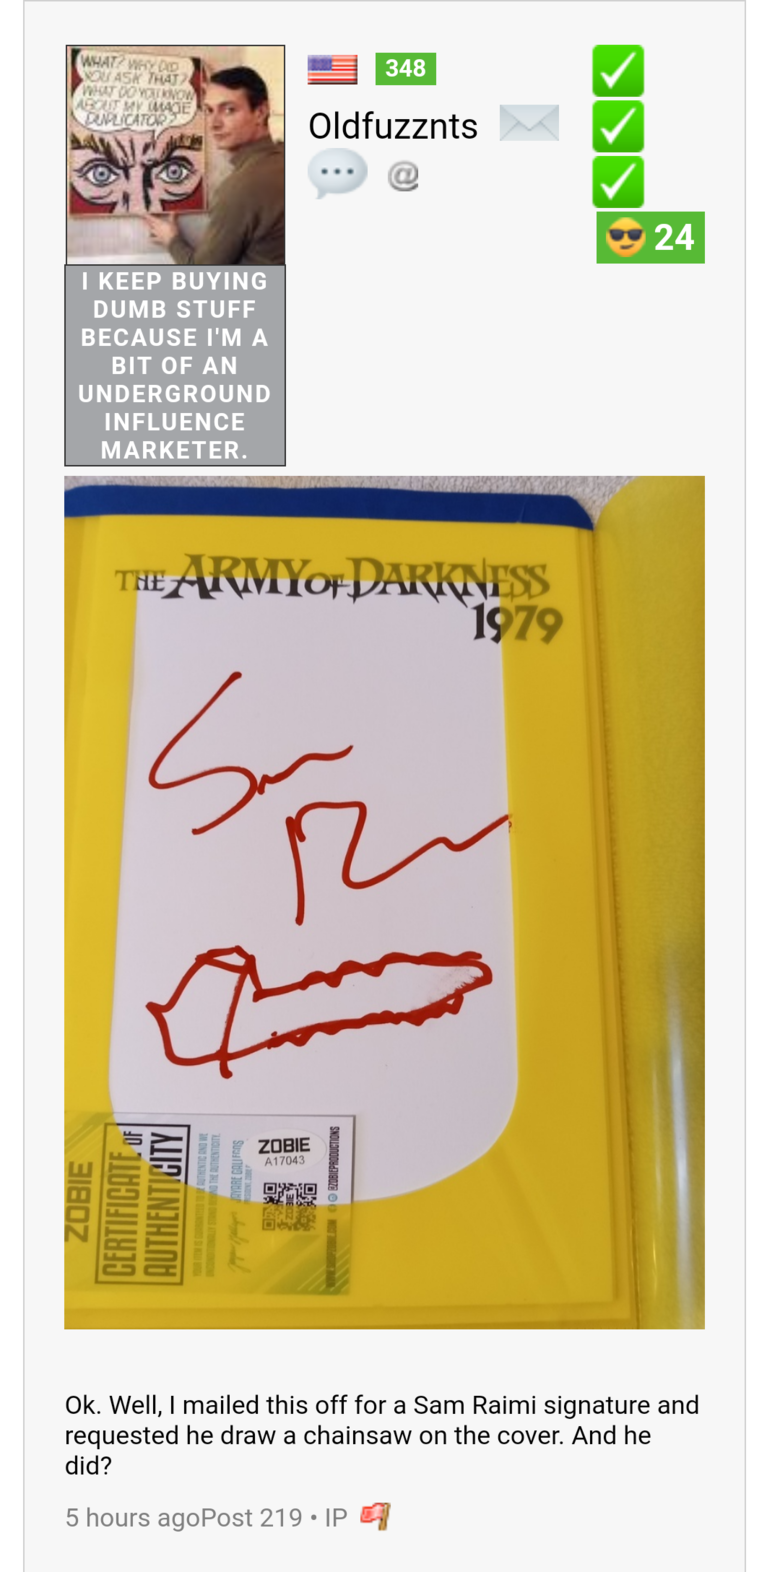 WHAT? WHY DID
YOU ASK THAT?
WHAT DO YOU KNOW
ABOUT MY IMAGE
DUPLICATOR?
348
Oldfuzznts
@
24
I KEEP BUYING
DUMB STUFF
BECAUSE I'M A
BIT OF AN
UNDERGROUND
INFLUENCE
MARKETER.
THE ARMY OF DARKNESS
1979
ZOBIE
CERTIFICATE OF
AUTHENTICITY
ZOBIE
A17043
ZOBIE
Ok. Well, I mailed this off for a Sam Raimi signature and
requested he draw a chainsaw on the cover. And he
did?
5 hours agoPost 219 • IP